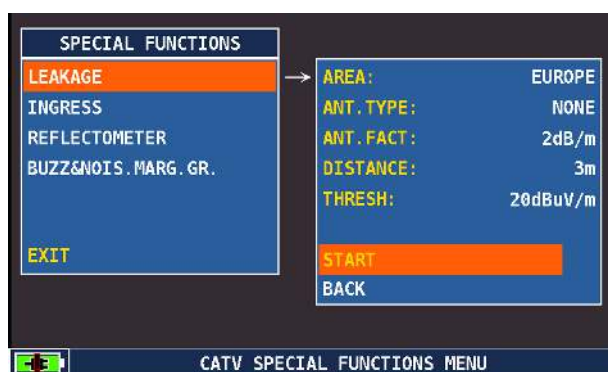 SPECIAL FUNCTIONS
LEAKAGE
INGRESS
REFLECTOMETER
BUZZ&NOIS.MARG.GR.
EXIT
AREA: EUROPE
ANT.TYPE: NONE
ANT.FACT: 2dB/m
DISTANCE: 3m
THRESH: 20dBuV/m
START
BACK
CATV SPECIAL FUNCTIONS MENU